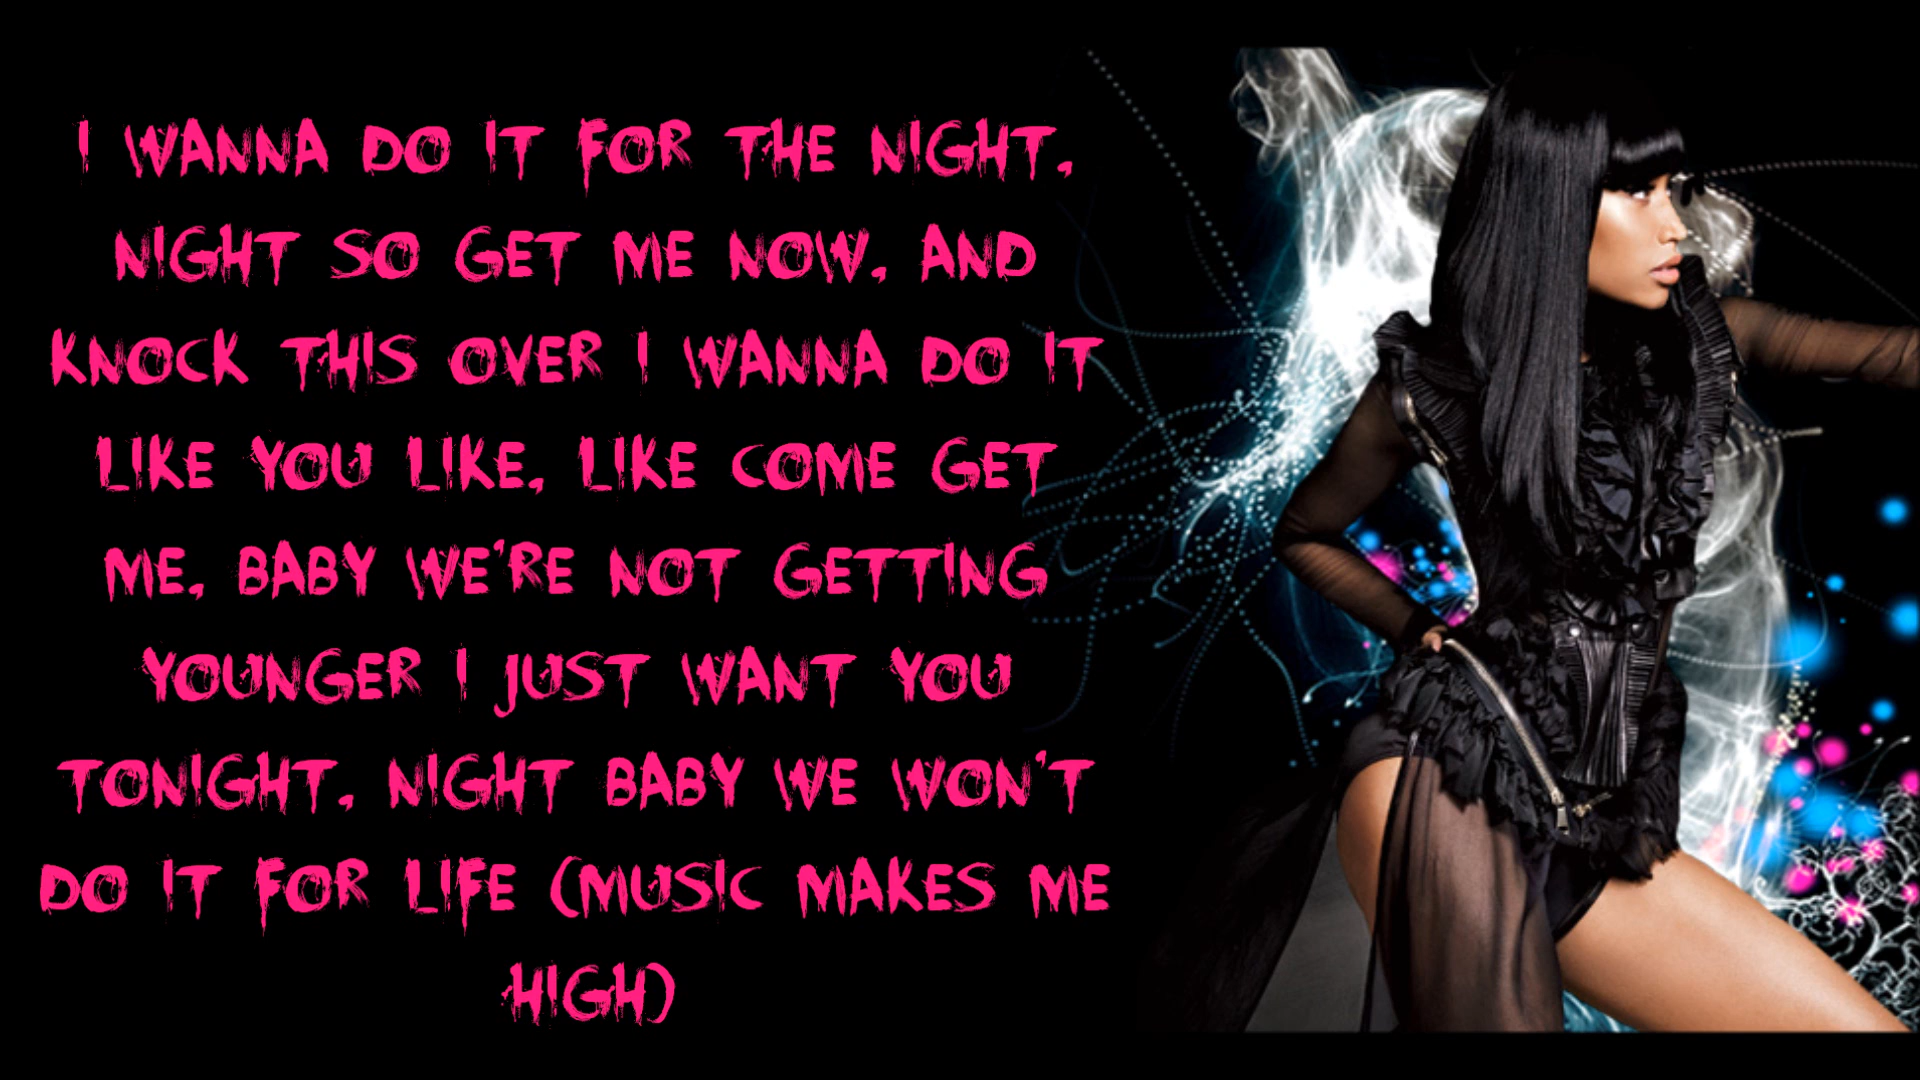 I WANNA DO IT FOR THE NIGHT,
NIGHT SO GET ME NOW, AND
KNOCK THIS OVER I WANNA DO IT
LIKE YOU LIKE, LIKE COME GET
ME, BABY WE'RE NOT GETTING
YOUNGER I JUST WANT YOU
TONIGHT, NIGHT BABY WE WON'T
DO IT FOR LIFE (MUSIC MAKES ME
HIGH)